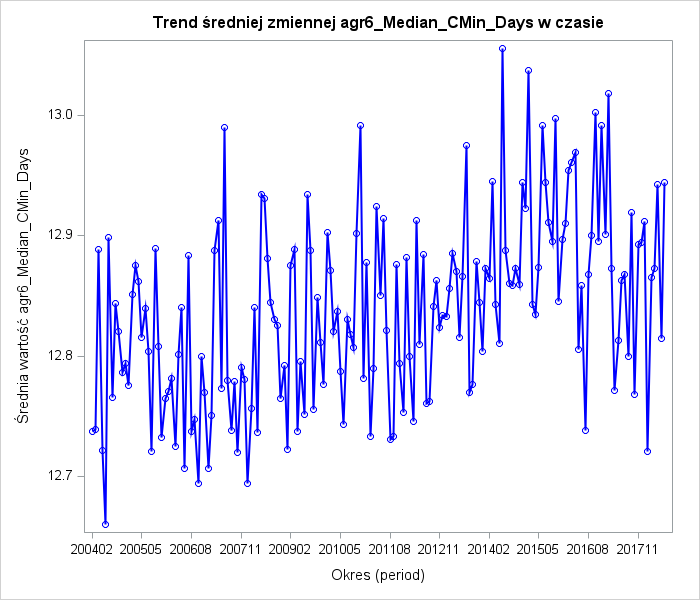 Trend średniej zmiennej agr6_Median_CMin_Days w czasie
Średnia wartość agr6_Median_CMin_Days
13.0
12.9
12.8
12.7
200402 200505 200608 200711 200902 201005 201108 201211 201402 201505 201608 201711
Okres (period)